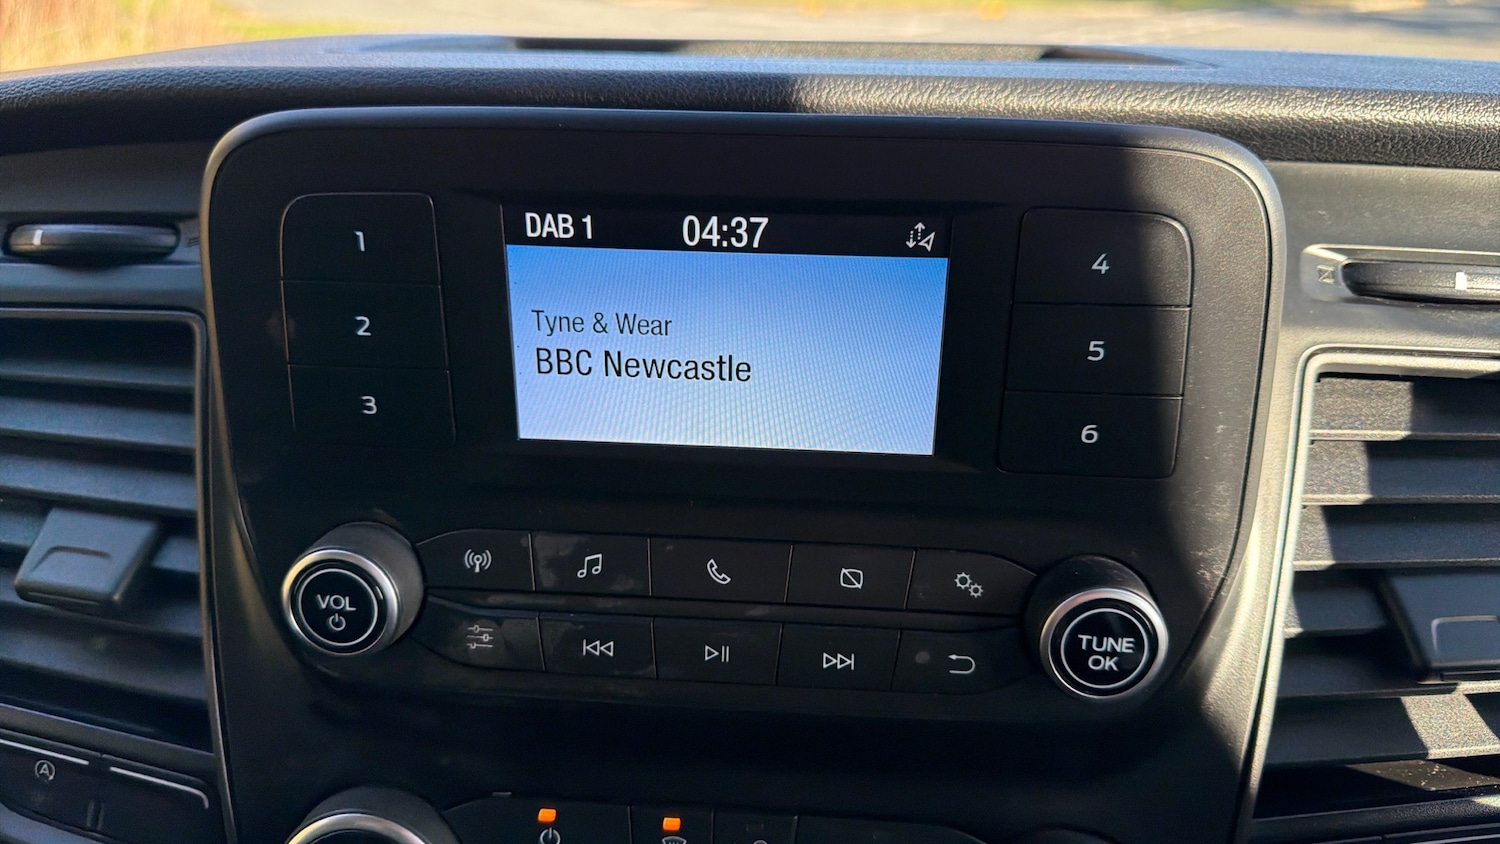 DAB 1 04:37
Tyne & Wear
BBC Newcastle
1
2
3
4
5
6
VOL
TUNE
OK
A